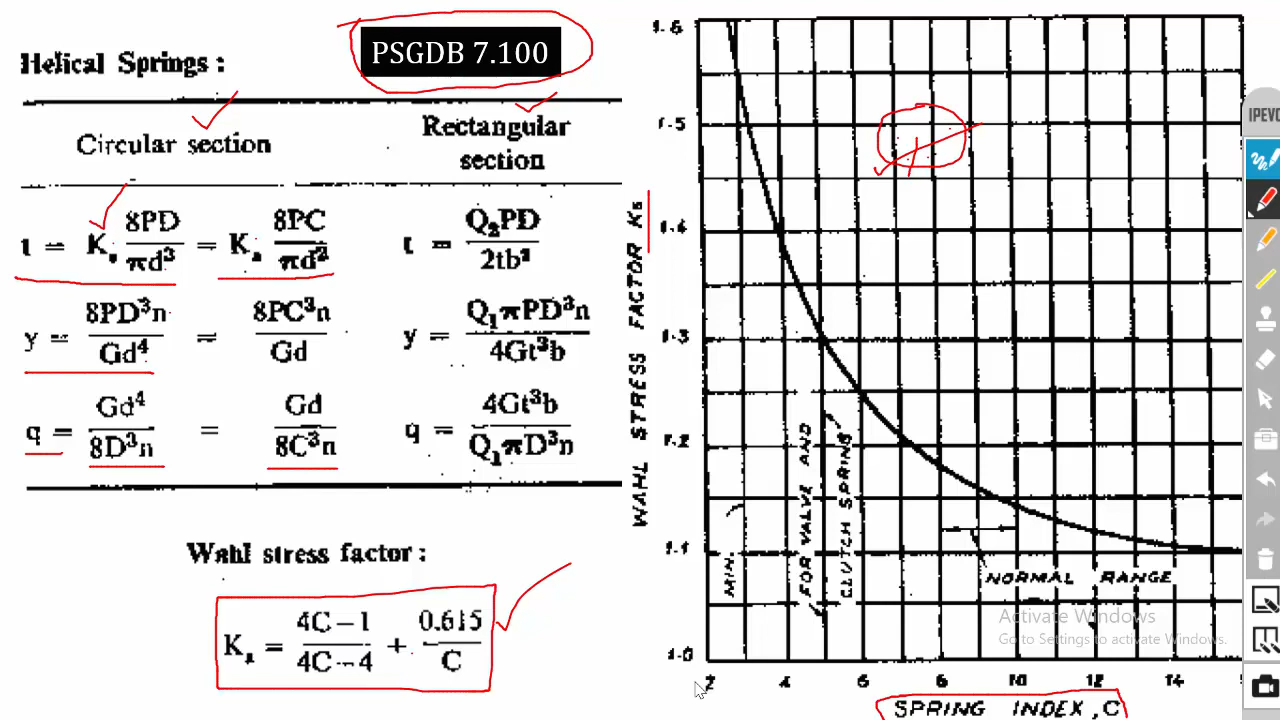 PSGDB 7.100
Helical Springs :
Circular section
Rectangular
section
t = Kₛ 8PD/πd³ = Kₛ 8PC/πd² t = Q₂PD/2tb²
y = 8PD³n/Gd⁴ = 8PC³n/Gd y = Q₁πPD³n/4Gt³b
q = Gd⁴/8D³n = Gd/8C³n q = 4Gt³b/Q₁πD³n
Wahl stress factor :
Kₛ = 4C-1/4C-4 + 0.615/C
WAHL STRESS FACTOR Ks
1.6
1.5
1.4
1.3
1.2
1.1
1.0
MIN.
FOR VALVE AND
CLUTCH SPRING
NORMAL RANGE
2 4 6 8 10 12 14
SPRING INDEX, C
Activate Windows
Go to Settings to activate Windows.
IPEVO